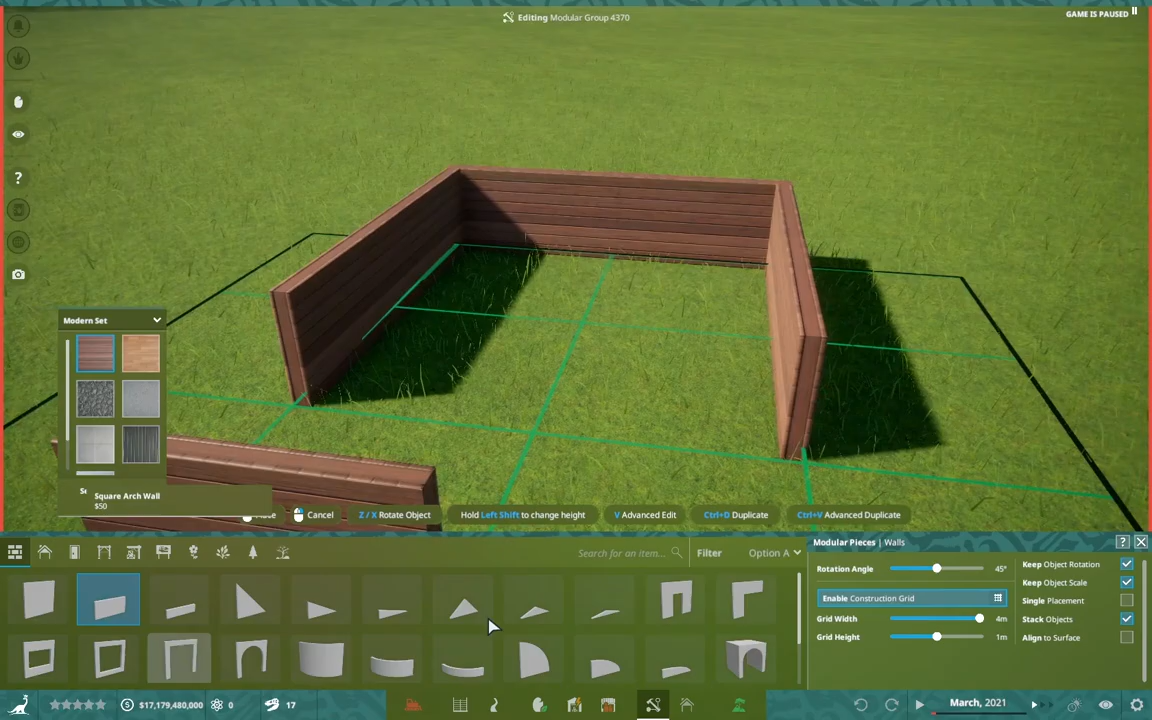 Editing Modular Group 4370
GAME IS PAUSED
Modern Set
Square Arch Wall
$50
Cancel
Z / X Rotate Object
Hold Left Shift to change height
V Advanced Edit
Ctrl+D Duplicate
Ctrl+V Advanced Duplicate
Search for an item...
Filter
Option A
Modular Pieces | Walls
Rotation Angle 45°
Keep Object Rotation
Keep Object Scale
Enable Construction Grid
Single Placement
Grid Width 4m
Stack Objects
Grid Height 1m
Align to Surface
$17,179,480,000
0
17
March, 2021